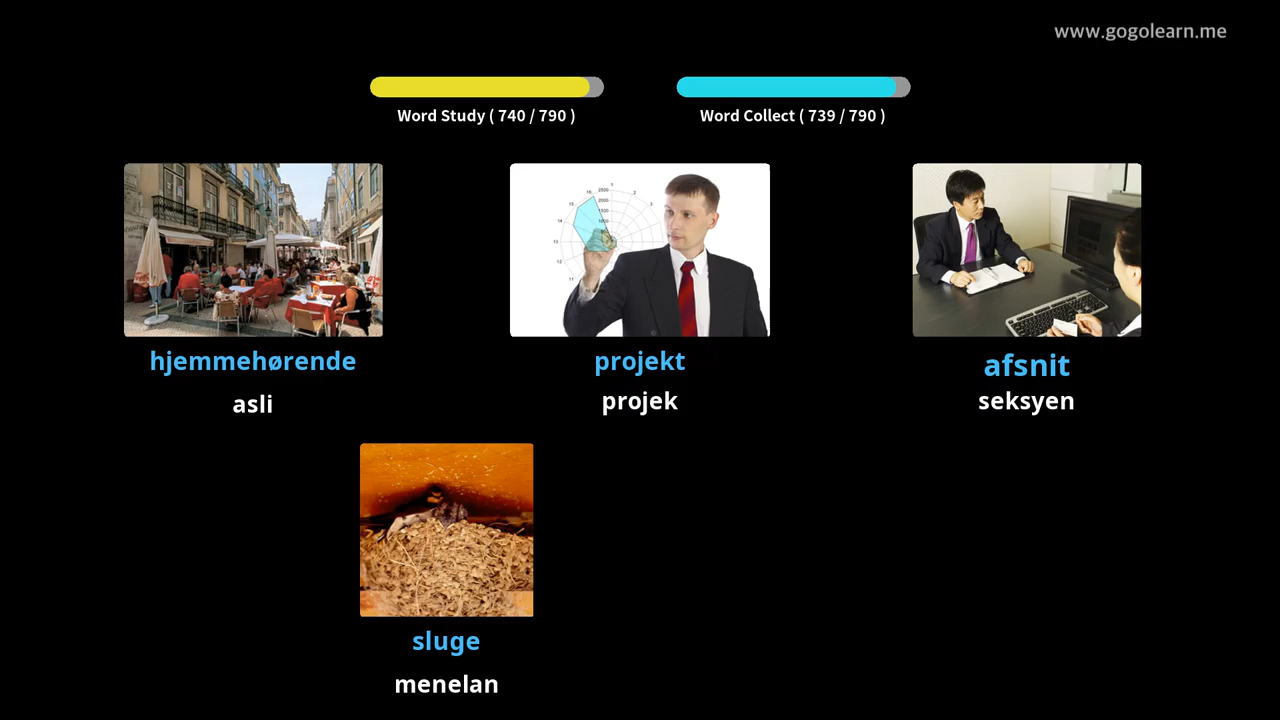 www.gogolearn.me
Word Study ( 740 / 790 )
Word Collect ( 739 / 790 )
hjemmehørende
projekt
afsnit
asli
projek
seksyen
sluge
menelan